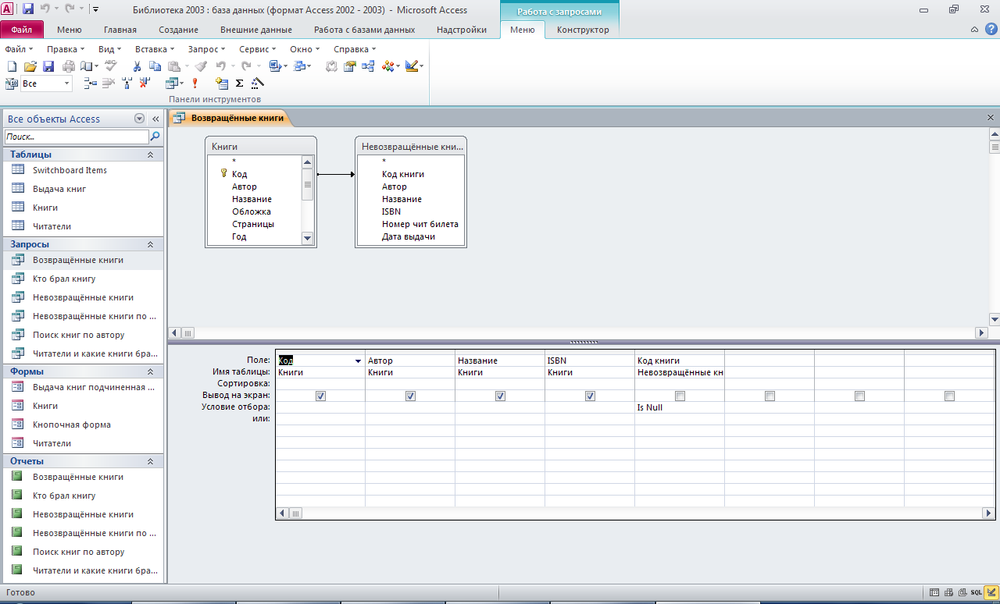 Библиотека 2003 : база данных (формат Access 2002 - 2003) - Microsoft Access
Работа с запросами
Файл Меню Главная Создание Внешние данные Работа с базами данных Надстройки Меню Конструктор
Файл Правка Вид Вставка Запрос Сервис Окно Справка
Все
Панели инструментов
Все объекты Access
Поиск...
Таблицы
Switchboard Items
Выдача книг
Книги
Читатели
Запросы
Возвращённые книги
Кто брал книгу
Невозвращённые книги
Невозвращённые книги по ...
Поиск книг по автору
Читатели и какие книги бра...
Формы
Выдача книг подчиненная ...
Книги
Кнопочная форма
Читатели
Отчеты
Возвращённые книги
Кто брал книгу
Невозвращённые книги
Невозвращённые книги по ...
Поиск книг по автору
Читатели и какие книги бра...
Возвращённые книги
Книги
*
Код
Автор
Название
Обложка
Страницы
Год
Невозвращённые кни...
*
Код книги
Автор
Название
ISBN
Номер чит билета
Дата выдачи
Поле: Код Автор Название ISBN Код книги
Имя таблицы: Книги Книги Книги Книги Невозвращённые кн
Сортировка:
Вывод на экран:
Условие отбора: Is Null
или:
Готово
SQL